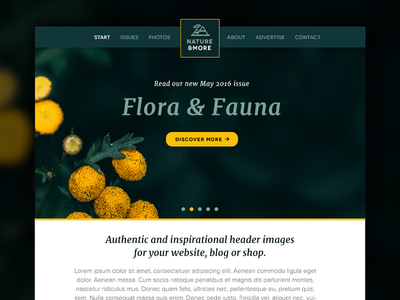 START ISSUES PHOTOS NATURE &MORE ABOUT ADVERTISE CONTACT
Read our new May 2016 issue
Flora & Fauna
DISCOVER MORE →
Authentic and inspirational header images
for your website, blog or shop.
Lorem ipsum dolor sit amet, consectetuer adipiscing elit. Aenean commodo ligula eget
dolor. Aenean massa. Cum sociis natoque penatibus et magnis dis parturient montes,
nascetur ridiculus mus. Donec quam felis, ultricies nec, pellentesque eu, pretium quis,
sem. Nulla consequat massa quis enim. Donec pede justo, fringilla vel, aliquet nec, vul-